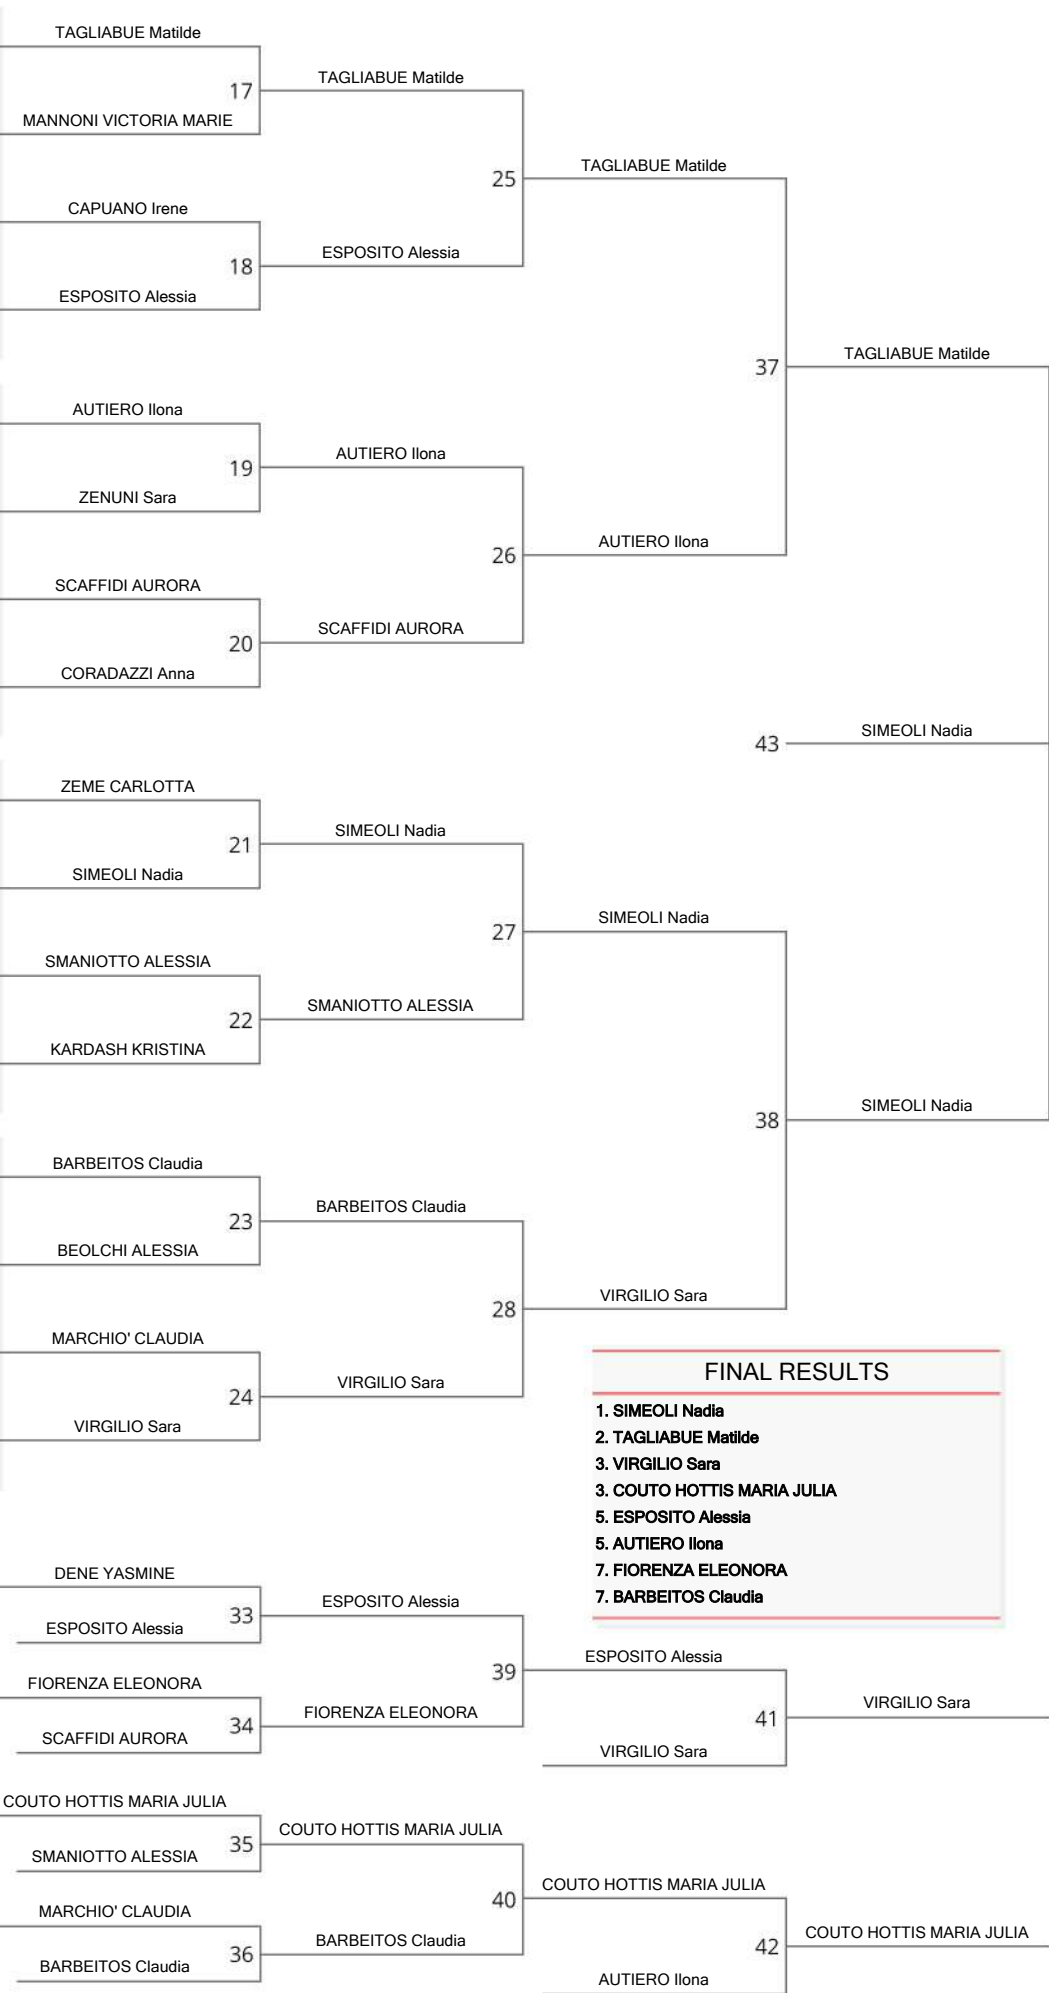 TAGLIABUE Matilde
17
TAGLIABUE Matilde
MANNONI VICTORIA MARIE
25
TAGLIABUE Matilde
CAPUANO Irene
18
ESPOSITO Alessia
ESPOSITO Alessia
37
TAGLIABUE Matilde
AUTIERO Ilona
19
AUTIERO Ilona
ZENUNI Sara
26
AUTIERO Ilona
SCAFFIDI AURORA
20
SCAFFIDI AURORA
CORADAZZI Anna
43
SIMEOLI Nadia
ZEME CARLOTTA
21
SIMEOLI Nadia
SIMEOLI Nadia
27
SIMEOLI Nadia
SMANIOTTO ALESSIA
22
SMANIOTTO ALESSIA
KARDASH KRISTINA
38
SIMEOLI Nadia
BARBEITOS Claudia
23
BARBEITOS Claudia
BEOLCHI ALESSIA
28
VIRGILIO Sara
MARCHIO' CLAUDIA
24
VIRGILIO Sara
VIRGILIO Sara
FINAL RESULTS
1. SIMEOLI Nadia
2. TAGLIABUE Matilde
3. VIRGILIO Sara
3. COUTO HOTTIS MARIA JULIA
5. ESPOSITO Alessia
5. AUTIERO Ilona
7. FIORENZA ELEONORA
7. BARBEITOS Claudia
DENE YASMINE
33
ESPOSITO Alessia
ESPOSITO Alessia
39
ESPOSITO Alessia
FIORENZA ELEONORA
34
FIORENZA ELEONORA
SCAFFIDI AURORA
41
VIRGILIO Sara
VIRGILIO Sara
COUTO HOTTIS MARIA JULIA
35
COUTO HOTTIS MARIA JULIA
SMANIOTTO ALESSIA
40
COUTO HOTTIS MARIA JULIA
MARCHIO' CLAUDIA
36
BARBEITOS Claudia
BARBEITOS Claudia
42
COUTO HOTTIS MARIA JULIA
AUTIERO Ilona